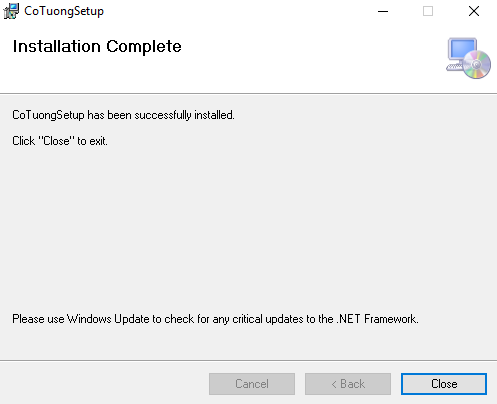 CoTuongSetup
Installation Complete
CoTuongSetup has been successfully installed.
Click "Close" to exit.
Please use Windows Update to check for any critical updates to the .NET Framework.
Cancel
< Back
Close